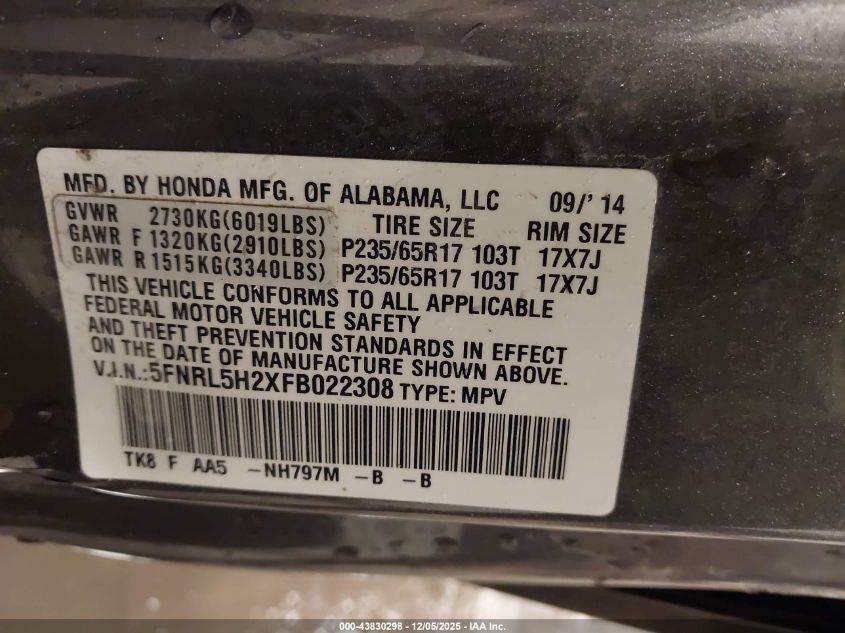 MFD. BY HONDA MFG. OF ALABAMA, LLC 09/' 14
GVWR 2730KG(6019LBS) TIRE SIZE RIM SIZE
GAWR F 1320KG(2910LBS) P235/65R17 103T 17X7J
GAWR R 1515KG(3340LBS) P235/65R17 103T 17X7J
THIS VEHICLE CONFORMS TO ALL APPLICABLE
FEDERAL MOTOR VEHICLE SAFETY
AND THEFT PREVENTION STANDARDS IN EFFECT
ON THE DATE OF MANUFACTURE SHOWN ABOVE.
V.I.N.:5FNRL5H2XFB022308 TYPE: MPV
TK8 F AA5 -NH797M -B -B
000-43830298 - 12/05/2025 - IAA Inc.